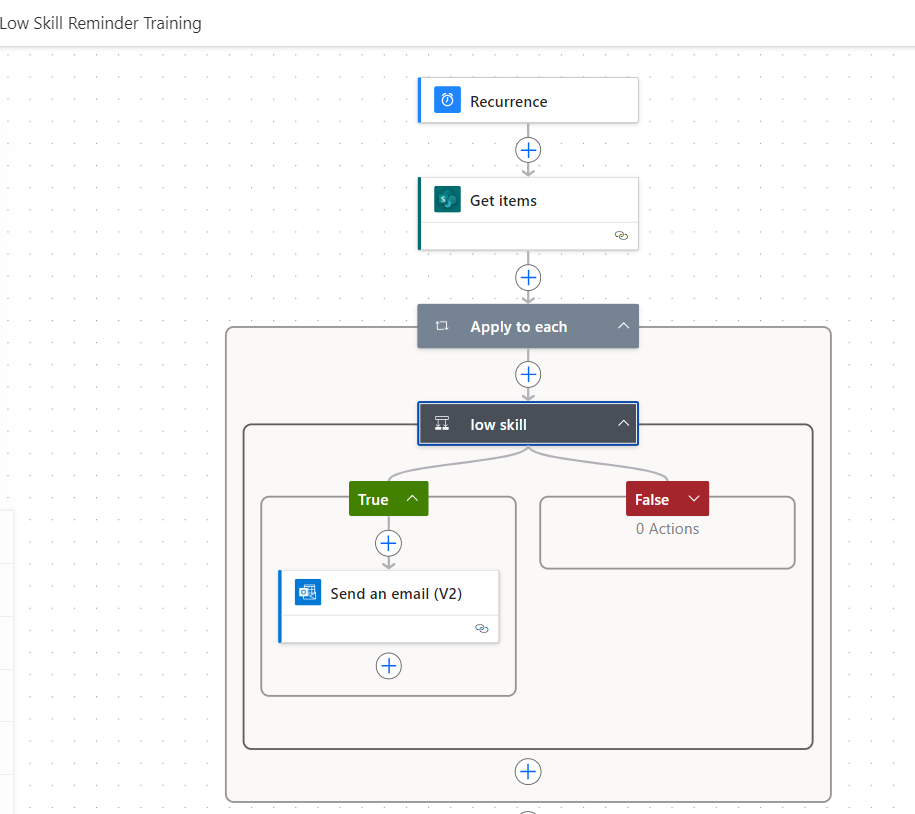 Low Skill Reminder Training
Recurrence
Get items
Apply to each
low skill
True
False
0 Actions
Send an email (V2)